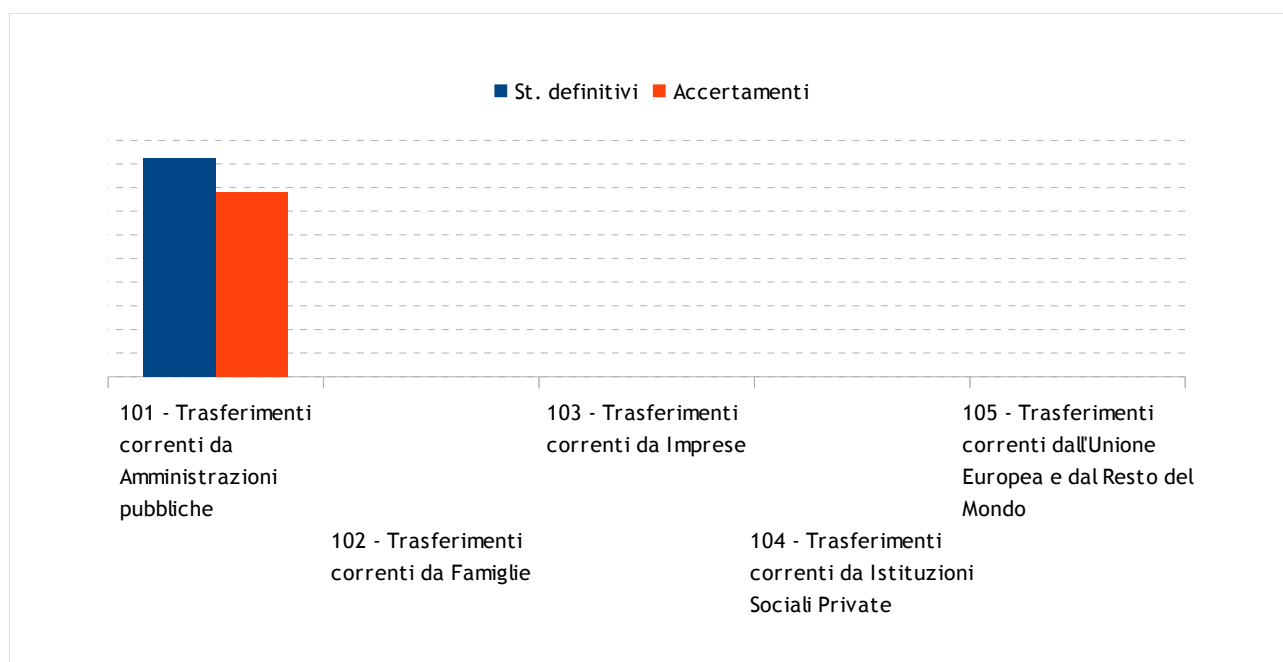 St. definitivi Accertamenti
101 - Trasferimenti
correnti da
Amministrazioni
pubbliche
102 - Trasferimenti
correnti da Famiglie
103 - Trasferimenti
correnti da Imprese
104 - Trasferimenti
correnti da Istituzioni
Sociali Private
105 - Trasferimenti
correnti dall'Unione
Europea e dal Resto del
Mondo